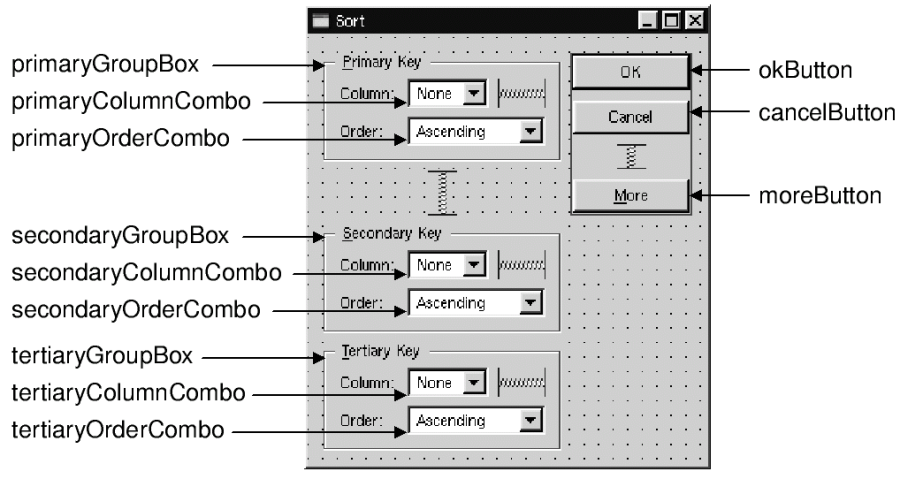 Sort
primaryGroupBox
Primary Key
OK
okButton
primaryColumnCombo
Column:
None
Cancel
cancelButton
primaryOrderCombo
Order:
Ascending
More
moreButton
secondaryGroupBox
Secondary Key
secondaryColumnCombo
Column:
None
secondaryOrderCombo
Order:
Ascending
tertiaryGroupBox
Tertiary Key
tertiaryColumnCombo
Column:
None
tertiaryOrderCombo
Order:
Ascending